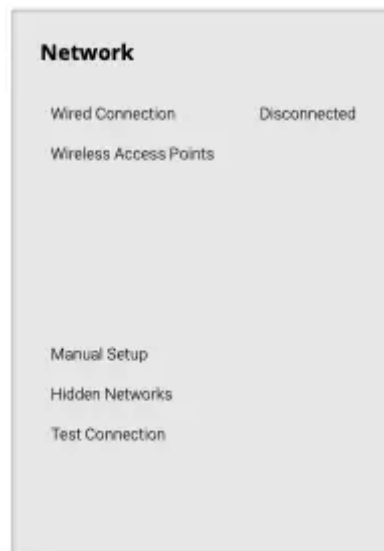 Network
Wired Connection Disconnected
Wireless Access Points
Manual Setup
Hidden Networks
Test Connection